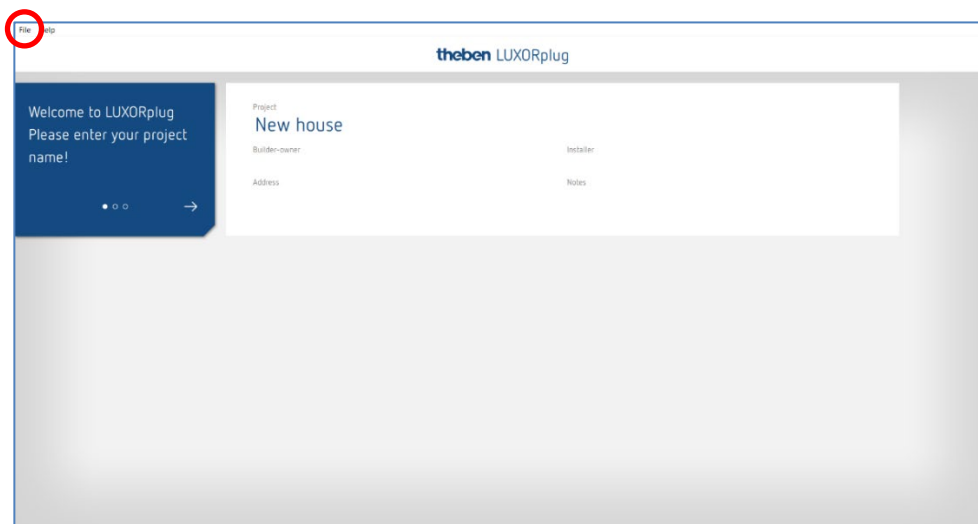 File Help
theben LUXORplug
Welcome to LUXORplug
Please enter your project
name!
Project
New house
Builder-owner
Installer
Address
Notes